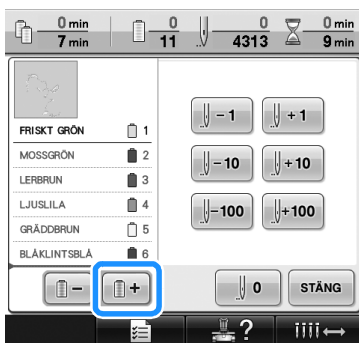 0 min 0 0 0 min
7 min 11 4313 9 min
FRISKT GRÖN 1
MOSSGRÖN 2
LERBRUN 3
LJUSLILA 4
GRÄDDBRUN 5
BLÅKLINTSBLÅ 6
- 1 + 1
- 10 + 10
-100 +100
- + 0 STÄNG
?